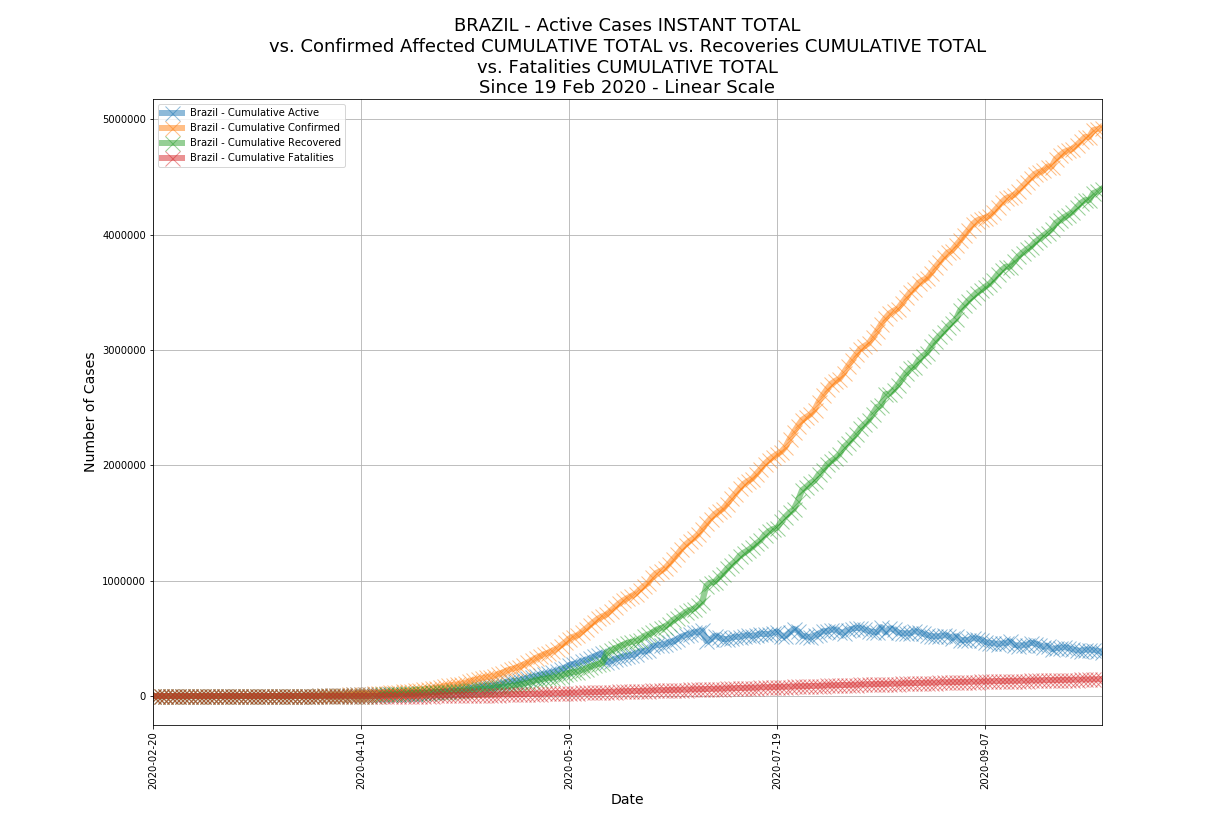 BRAZIL - Active Cases INSTANT TOTAL
vs. Confirmed Affected CUMULATIVE TOTAL vs. Recoveries CUMULATIVE TOTAL
vs. Fatalities CUMULATIVE TOTAL
Since 19 Feb 2020 - Linear Scale
Brazil - Cumulative Active
Brazil - Cumulative Confirmed
Brazil - Cumulative Recovered
Brazil - Cumulative Fatalities
Number of Cases
5000000
4000000
3000000
2000000
1000000
0
2020-02-20
2020-04-10
2020-05-30
2020-07-19
2020-09-07
Date